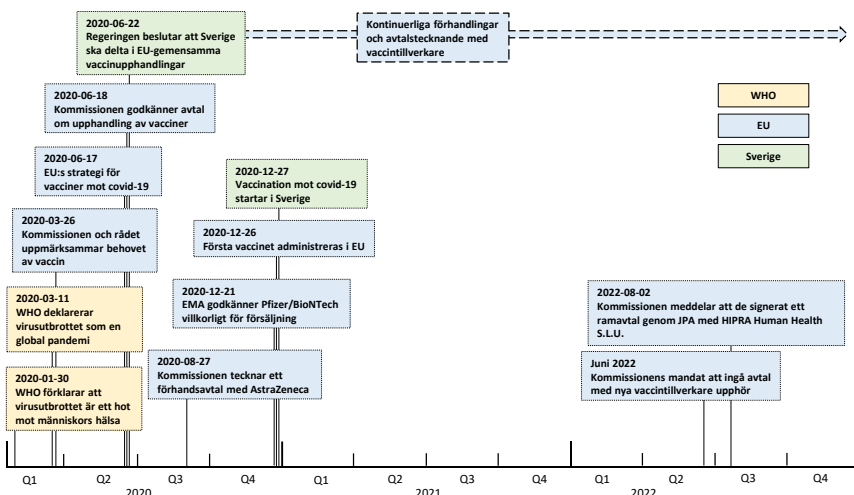 2020-06-22
Regeringen beslutar att Sverige
ska delta i EU-gemensamma
vaccinupphandlingar
Kontinuerliga förhandlingar
och avtalstecknande med
vaccintillverkare
2020-06-18
Kommissionen godkänner avtal
om upphandling av vacciner
WHO
EU
Sverige
2020-06-17
EU:s strategi för
vacciner mot covid-19
2020-12-27
Vaccination mot covid-19
startar i Sverige
2020-03-26
Kommissionen och rådet
uppmärksammar behovet
av vaccin
2020-12-26
Första vaccinet administreras i EU
2020-03-11
WHO deklarerar
virusutbrottet som en
global pandemi
2020-12-21
EMA godkänner Pfizer/BioNTech
villkorligt för försäljning
2022-08-02
Kommissionen meddelar att de signerat ett
ramavtal genom JPA med HIPRA Human Health
S.L.U.
2020-01-30
WHO förklarar att
virusutbrottet är ett hot
mot människors hälsa
2020-08-27
Kommissionen tecknar ett
förhandsavtal med AstraZeneca
Juni 2022
Kommissionens mandat att ingå avtal
med nya vaccintillverkare upphör
Q1 Q2 Q3 Q4 Q1 Q2 Q3 Q4 Q1 Q2 Q3 Q4
2020 2021 2022